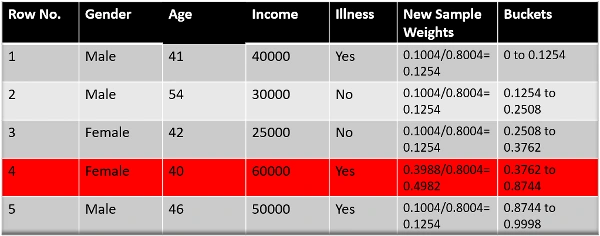 Row No. Gender Age Income Illness New Sample Weights Buckets
1 Male 41 40000 Yes 0.1004/0.8004= 0.1254 0 to 0.1254
2 Male 54 30000 No 0.1004/0.8004= 0.1254 0.1254 to 0.2508
3 Female 42 25000 No 0.1004/0.8004= 0.1254 0.2508 to 0.3762
4 Female 40 60000 Yes 0.3988/0.8004= 0.4982 0.3762 to 0.8744
5 Male 46 50000 Yes 0.1004/0.8004= 0.1254 0.8744 to 0.9998